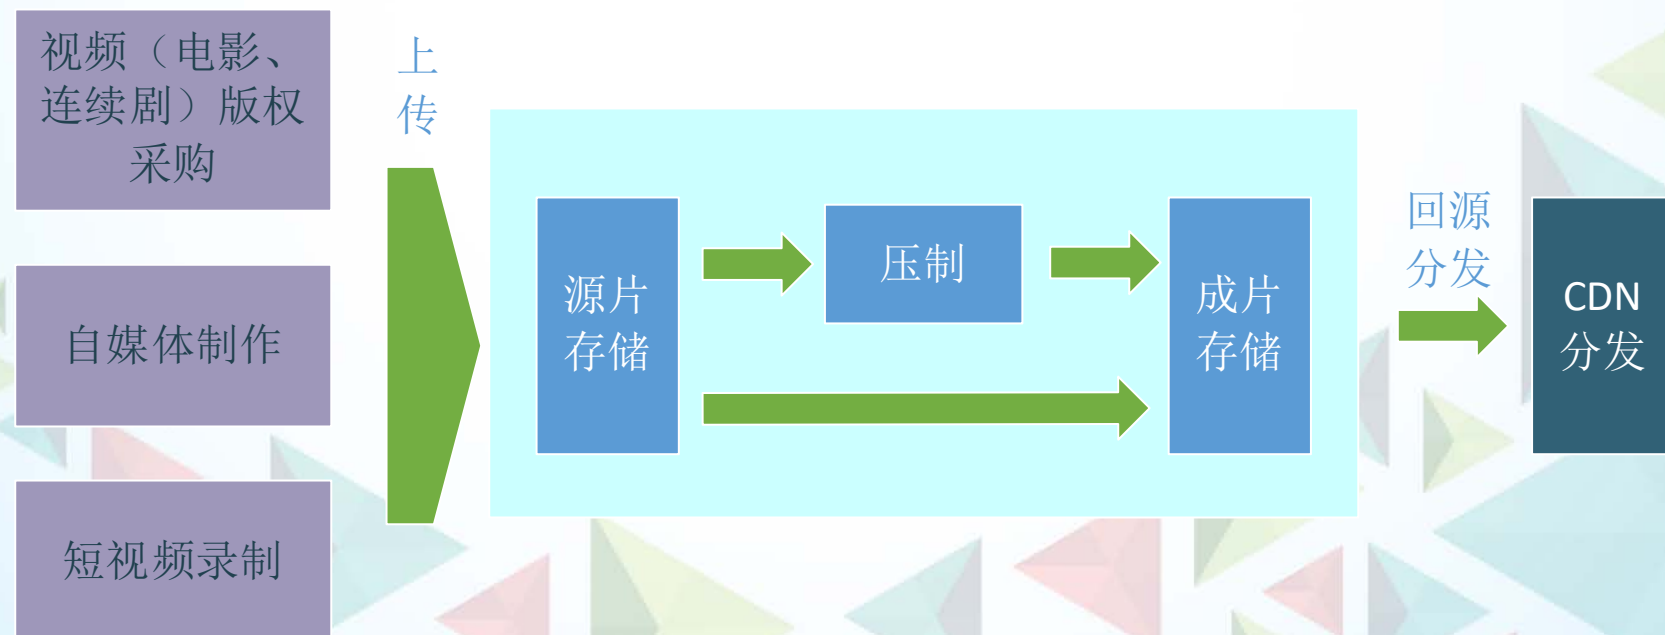 视频（电影、
连续剧）版权
采购
自媒体制作
短视频录制
上
传
源片
存储
压制
成片
存储
回源
分发
CDN
分发